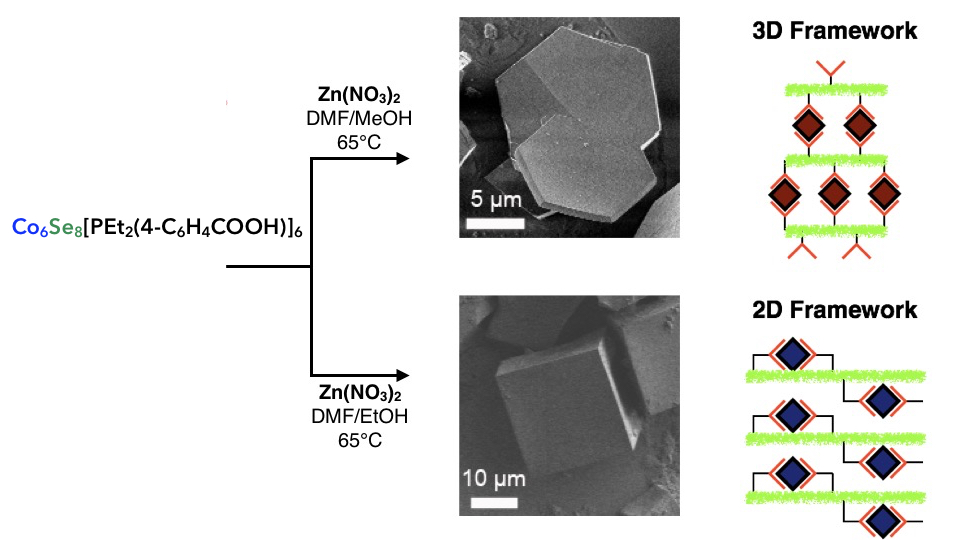 3D Framework
Zn(NO₃)₂
DMF/MeOH
65°C
5 µm
Co₆Se₈[PEt₂(4-C₆H₄COOH)]₆
2D Framework
Zn(NO₃)₂
DMF/EtOH
65°C
10 µm